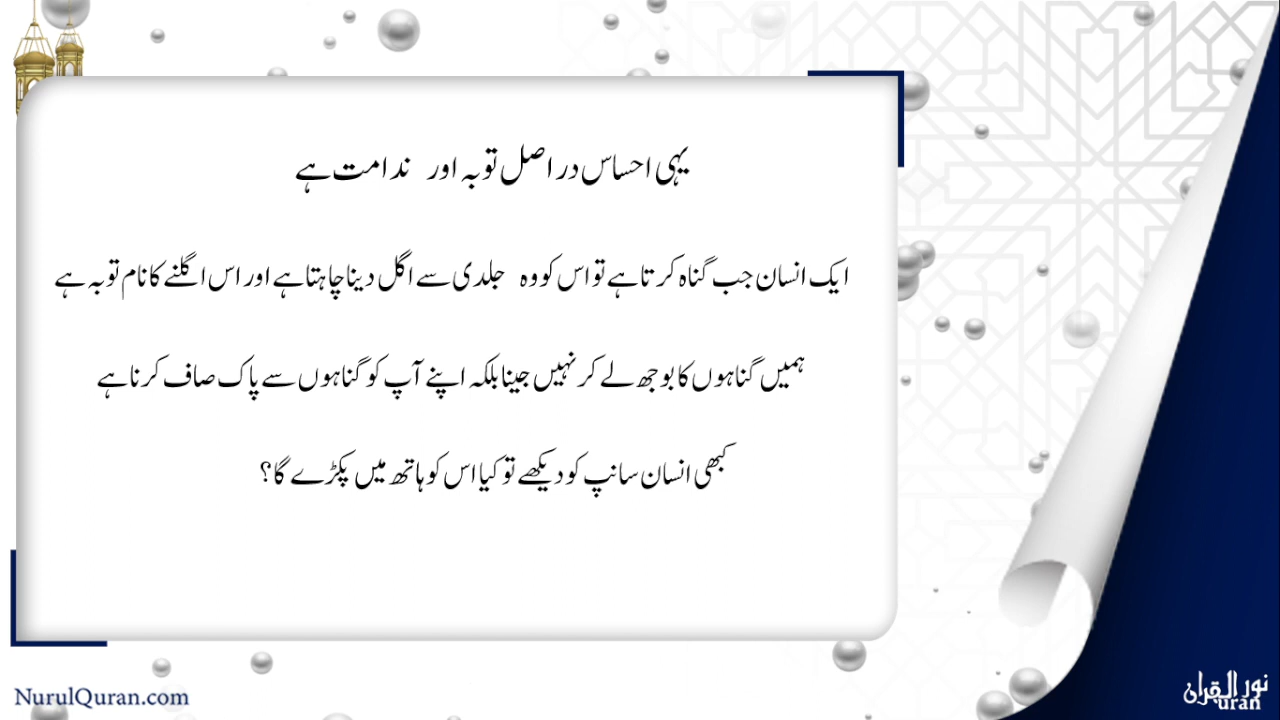 یہی احساس دراصل توبہ اور ندامت ہے
ایک انسان جب گناہ کرتا ہے تو اس کو وہ جلدی سے اگل دینا چاہتا ہے اور اس اگلنے کا نام توبہ ہے
ہمیں گناہوں کا بوجھ لے کر نہیں جینا بلکہ اپنے آپ کو گناہوں سے پاک صاف کرنا ہے
کبھی انسان سانپ کو دیکھے تو کیا اس کو ہاتھ میں پکڑے گا؟
NurulQuran.com
نور القران
uran